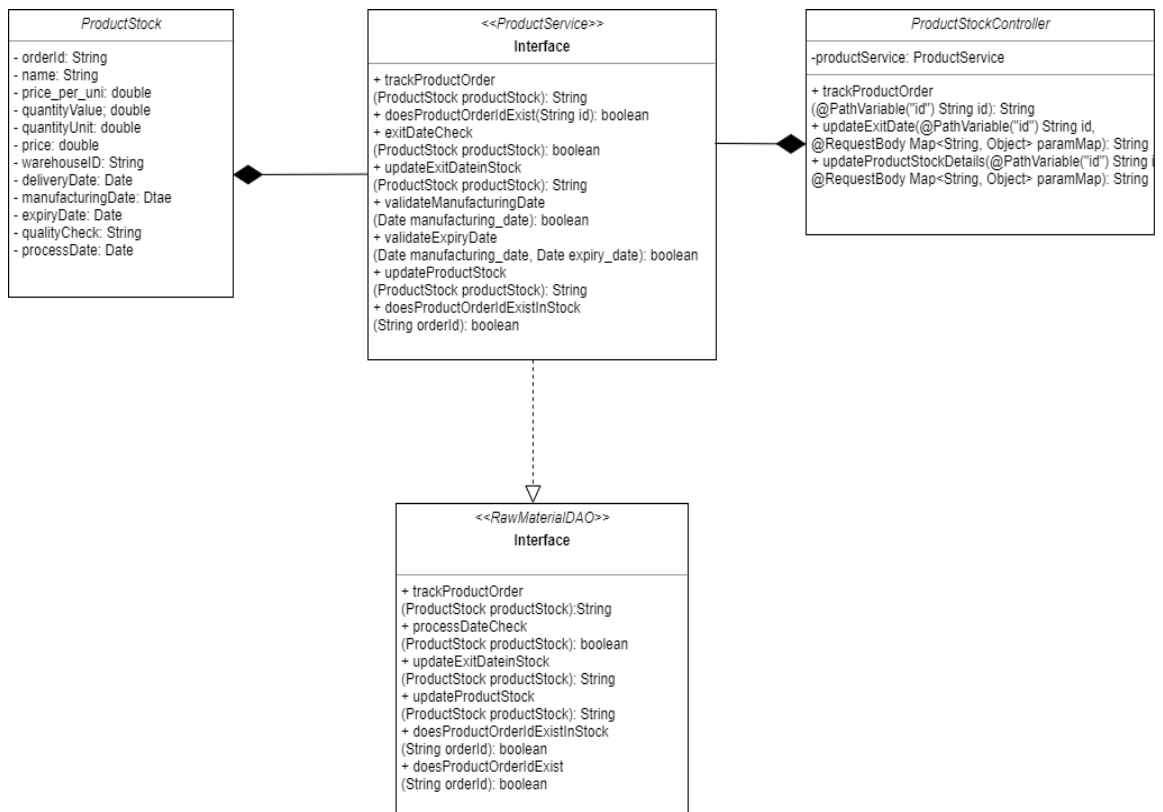 ProductStock
- orderId: String
- name: String
- price_per_uni: double
- quantityValue; double
- quantityUnit: double
- price: double
- warehouseID: String
- deliveryDate: Date
- manufacturingDate: Dtae
- expiryDate: Date
- qualityCheck: String
- processDate: Date
<<ProductService>>
Interface
+ trackProductOrder
(ProductStock productStock): String
+ doesProductOrderIdExist(String id): boolean
+ exitDateCheck
(ProductStock productStock): boolean
+ updateExitDateinStock
(ProductStock productStock): String
+ validateManufacturingDate
(Date manufacturing_date): boolean
+ validateExpiryDate
(Date manufacturing_date, Date expiry_date): boolean
+ updateProductStock
(ProductStock productStock): String
+ doesProductOrderIdExistInStock
(String orderId): boolean
ProductStockController
-productService: ProductService
+ trackProductOrder
(@PathVariable("id") String id): String
+ updateExitDate(@PathVariable("id") String id,
@RequestBody Map<String, Object> paramMap): String
+ updateProductStockDetails(@PathVariable("id") String i
@RequestBody Map<String, Object> paramMap): String
<<RawMaterialDAO>>
Interface
+ trackProductOrder
(ProductStock productStock):String
+ processDateCheck
(ProductStock productStock): boolean
+ updateExitDateinStock
(ProductStock productStock): String
+ updateProductStock
(ProductStock productStock): String
+ doesProductOrderIdExistInStock
(String orderId): boolean
+ doesProductOrderIdExist
(String orderId): boolean